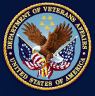 DEPARTMENT OF VETERANS AFFAIRS
UNITED STATES OF AMERICA